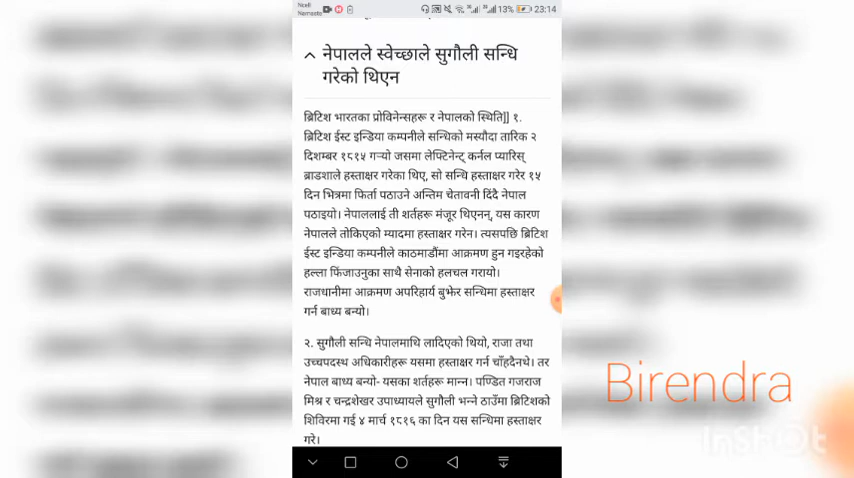 Ncell
Namaste
13%
23:14
नेपालले स्वेच्छाले सुगौली सन्धि
गरेको थिएन
ब्रिटिश भारतका प्रोविनेन्सहरू र नेपालको स्थिति]] १.
ब्रिटिश ईस्ट इन्डिया कम्पनीले सन्धिको मस्यौदा तारिक २
दिशम्बर १८१५ गऱ्यो जसमा लेफ्टिनेन्ट् कर्नल प्यारिस्
ब्राडशाले हस्ताक्षर गरेका थिए, सो सन्धि हस्ताक्षर गरेर १५
दिन भित्रमा फिर्ता पठाउने अन्तिम चेतावनी दिंदै नेपाल
पठाइयो। नेपाललाई ती शर्तहरू मंजूर थिएनन्, यस कारण
नेपालले तोकिएको म्यादमा हस्ताक्षर गरेन। त्यसपछि ब्रिटिश
ईस्ट इन्डिया कम्पनीले काठमाडौंमा आक्रमण हुन गइरहेको
हल्ला फिंजाउनुका साथै सेनाको हलचल गरायो।
राजधानीमा आक्रमण अपरिहार्य बुझेर सन्धिमा हस्ताक्षर
गर्न बाध्य बन्यो।
२. सुगौली सन्धि नेपालमाथि लादिएको थियो, राजा तथा
उच्चपदस्थ अधिकारीहरू यसमा हस्ताक्षर गर्न चाँहदैनथे। तर
नेपाल बाध्य बन्यो- यसका शर्तहरू मान्न। पण्डित गजराज
मिश्र र चन्द्रशेखर उपाध्यायले सुगौली भन्ने ठाउँमा ब्रिटिशको
शिविरमा गई ४ मार्च १८१६ का दिन यस सन्धिमा हस्ताक्षर
गरे।
Birendra
InShOt